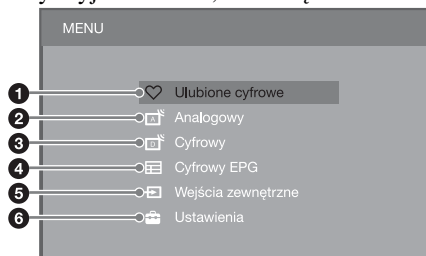 MENU
1 Ulubione cyfrowe
2 A Analogowy
3 D Cyfrowy
4 Cyfrowy EPG
5 Wejścia zewnętrzne
6 Ustawienia